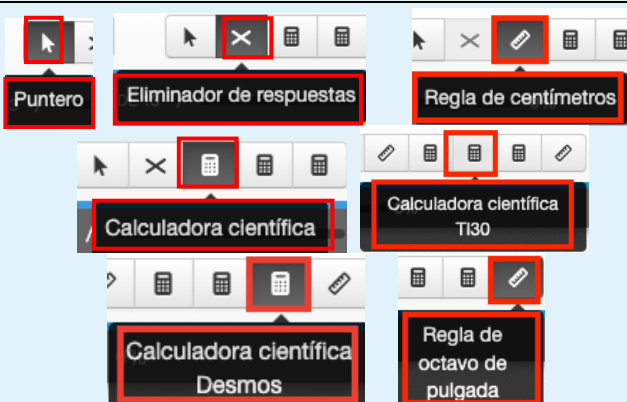 Puntero
Eliminador de respuestas
Regla de centímetros
Calculadora científica
Calculadora científica
TI30
Calculadora científica
Desmos
Regla de
octavo de
pulgada